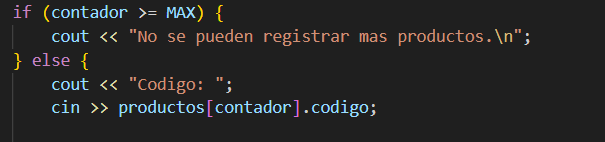 if (contador >= MAX) {
    cout << "No se pueden registrar mas productos.\n";
} else {
    cout << "Codigo: ";
    cin >> productos[contador].codigo;